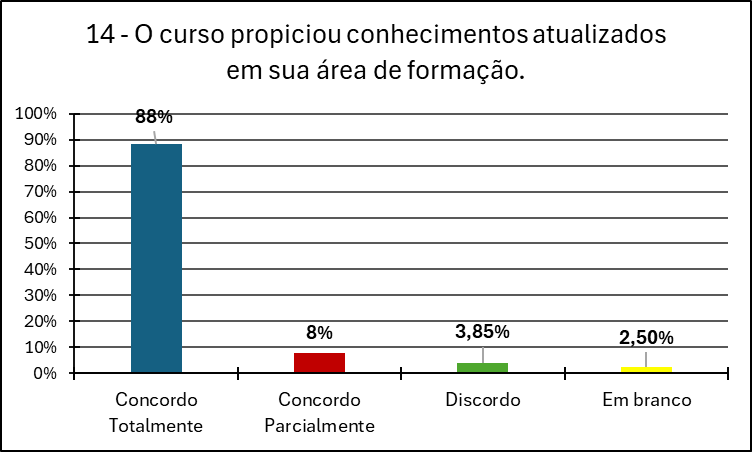 14 - O curso propiciou conhecimentos atualizados
em sua área de formação.
100%
90%
80%
70%
60%
50%
40%
30%
20%
10%
0%
88%
8%
3,85%
2,50%
Concordo
Totalmente
Concordo
Parcialmente
Discordo
Em branco